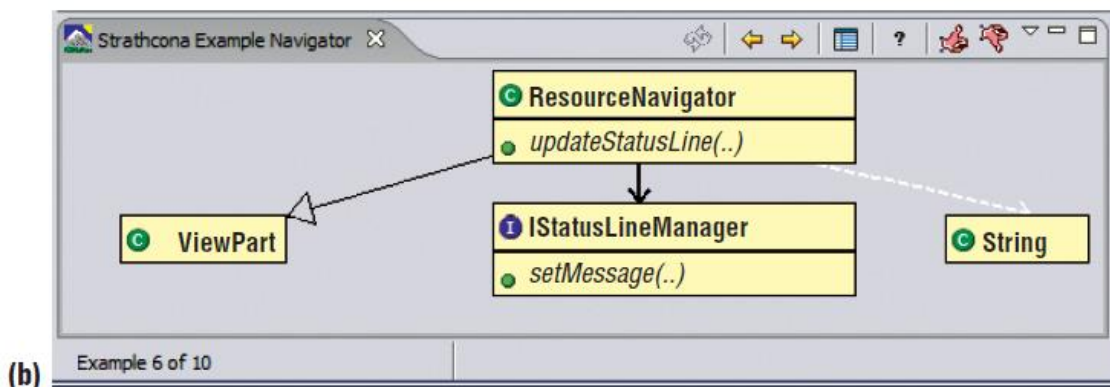 Strathcona Example Navigator
?
C ResourceNavigator
updateStatusLine(..)
C ViewPart
I IStatusLineManager
C String
setMessage(..)
(b)
Example 6 of 10